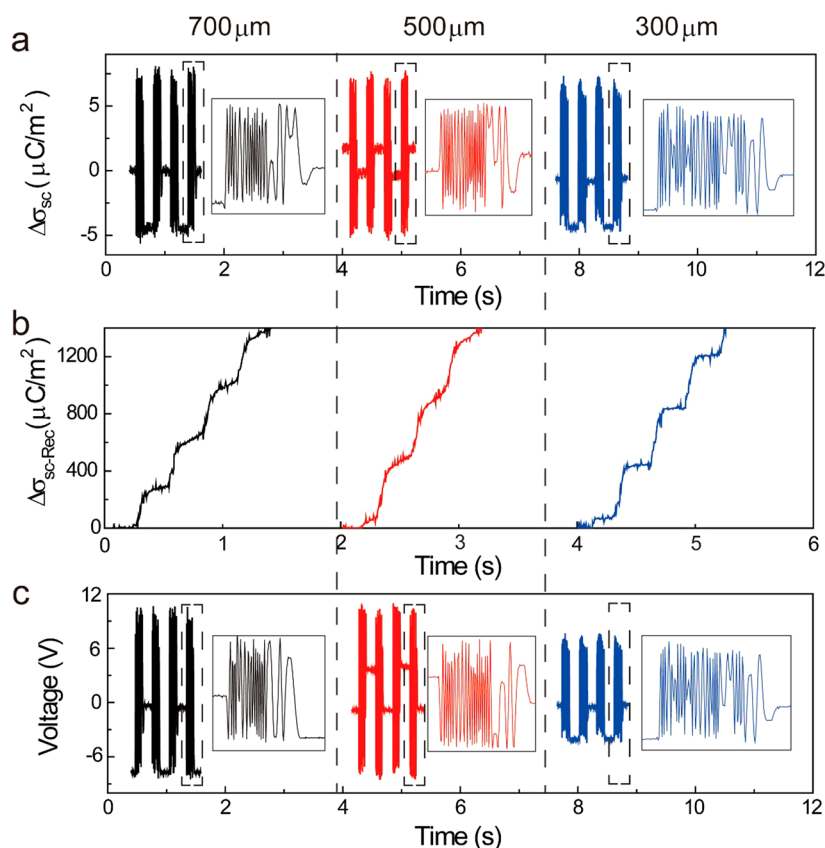 700μm 500μm 300μm
a
Δσsc (μC/m²)
5
0
-5
0 2 4 6 8 10 12
Time (s)
b
Δσsc-Rec(μC/m²)
1200
800
400
0
0 1 2 3 4 5 6
Time (s)
c
Voltage (V)
12
6
0
-6
0 2 4 6 8 10 12
Time (s)